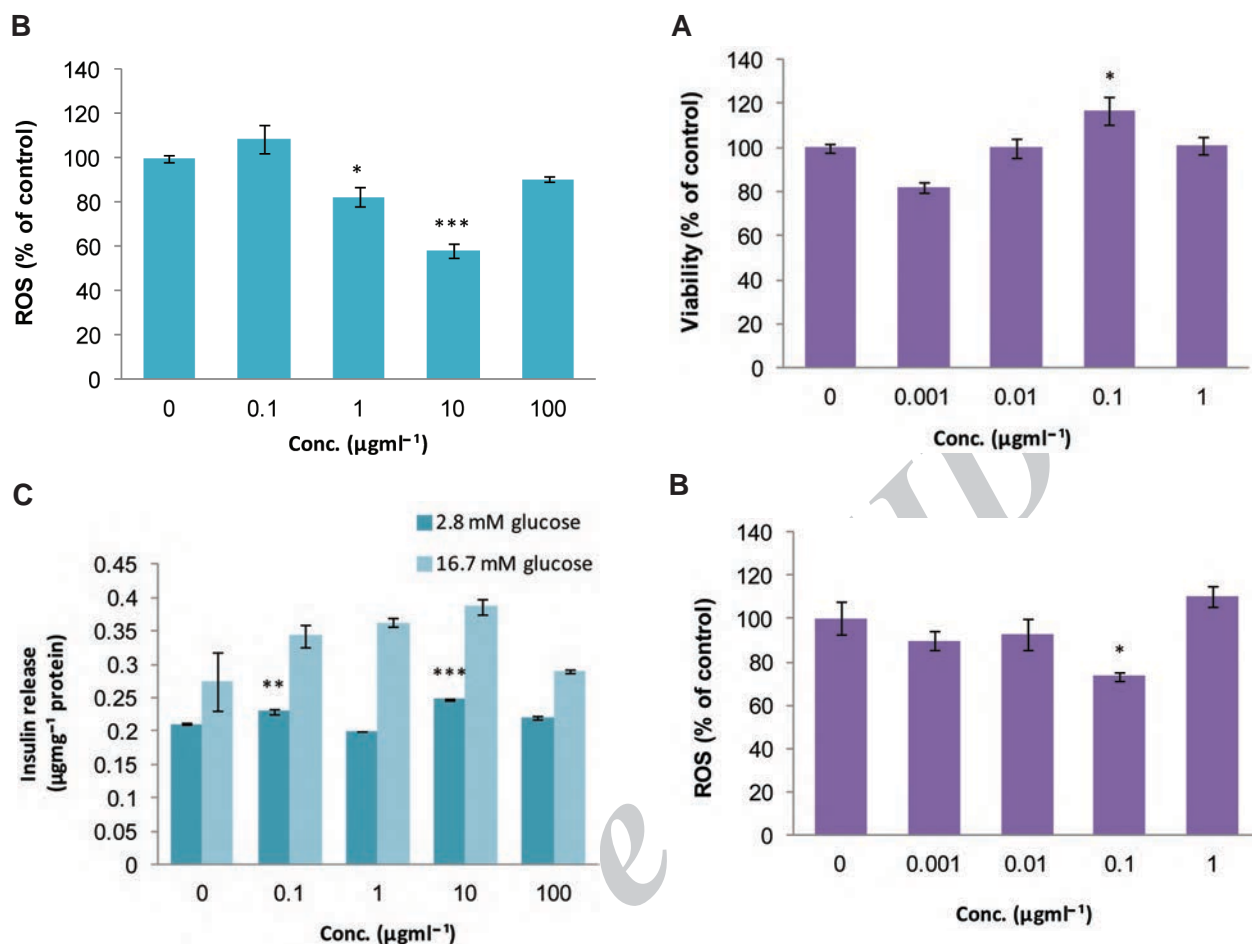 B
140
120
100
80
60
40
20
0
ROS (% of control)
*
***
0 0.1 1 10 100
Conc. (µgml⁻¹)
C
2.8 mM glucose
16.7 mM glucose
0.45
0.4
0.35
0.3
0.25
0.2
0.15
0.1
0.05
0
Insulin release
(µgmg⁻¹ protein)
**
***
0 0.1 1 10 100
Conc. (µgml⁻¹)
A
140
120
100
80
60
40
20
0
Viability (% of control)
*
0 0.001 0.01 0.1 1
Conc. (µgml⁻¹)
B
140
120
100
80
60
40
20
0
ROS (% of control)
*
0 0.001 0.01 0.1 1
Conc. (µgml⁻¹)